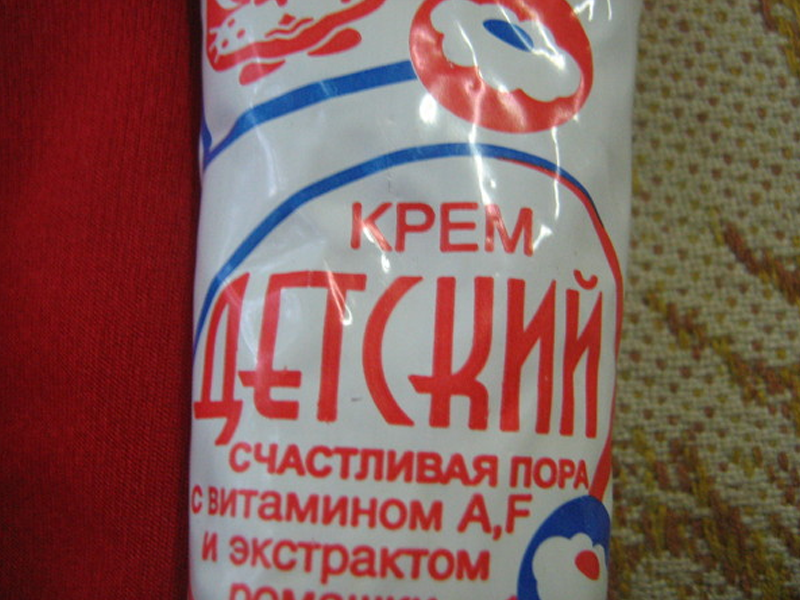 КРЕМ
ДЕТСКИЙ
СЧАСТЛИВАЯ ПОРА
С ВИТАМИНОМ A,F
И ЭКСТРАКТОМ